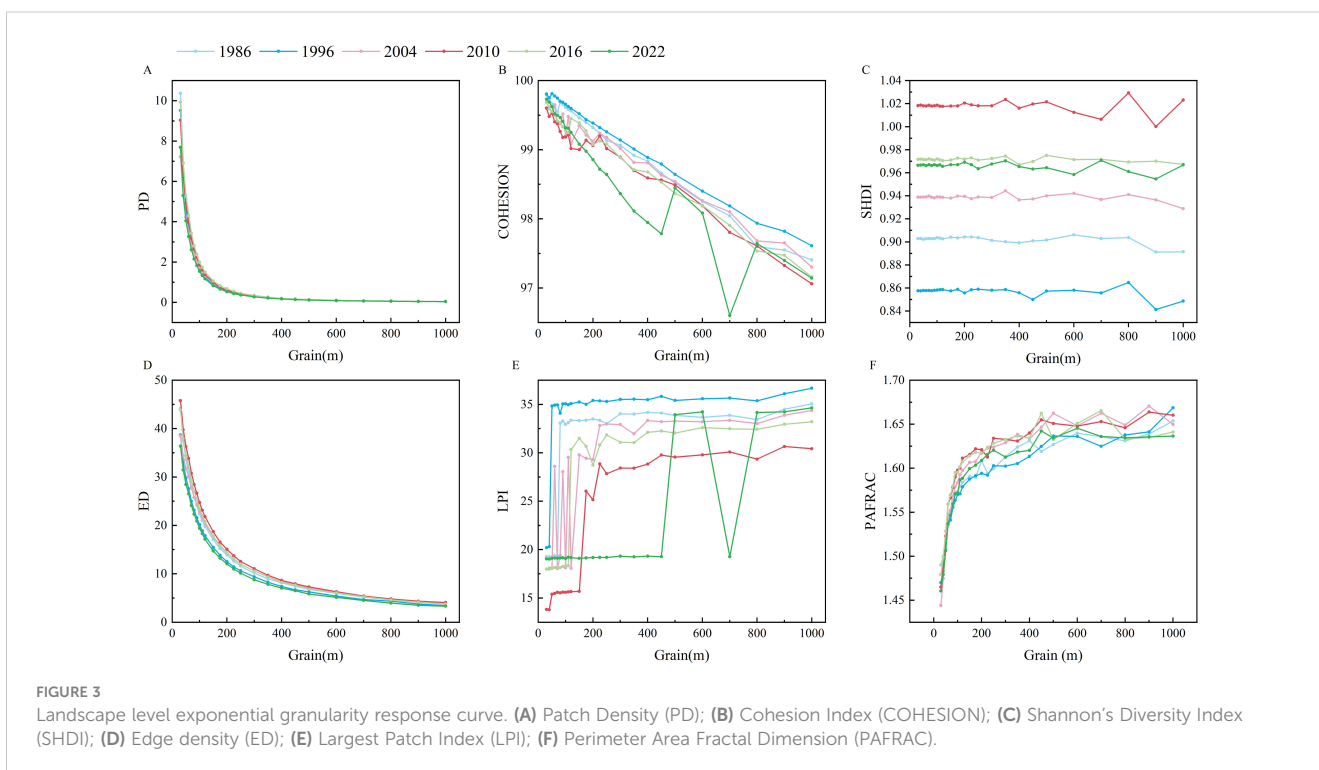 1986 1996 2004 2010 2016 2022
A B C
10
8
6
4
2
0
PD
0 200 400 600 800 1000
Grain(m)
100
99
98
97
COHESION
0 200 400 600 800 1000
Grain(m)
1.04
1.02
1.00
0.96
0.94
0.90
0.86
0.84
SHDI
0 200 400 600 800 1000
Grain(m)
D E F
50
40
30
20
10
0
ED
0 200 400 600 800 1000
Grain(m)
35
30
25
20
15
LPI
0 200 400 600 800 1000
Grain(m)
1.70
1.65
1.60
1.55
1.50
1.45
PAFRAC
0 200 400 600 800 1000
Grain (m)
FIGURE 3
Landscape level exponential granularity response curve. (A) Patch Density (PD); (B) Cohesion Index (COHESION); (C) Shannon's Diversity Index
(SHDI); (D) Edge density (ED); (E) Largest Patch Index (LPI); (F) Perimeter Area Fractal Dimension (PAFRAC).